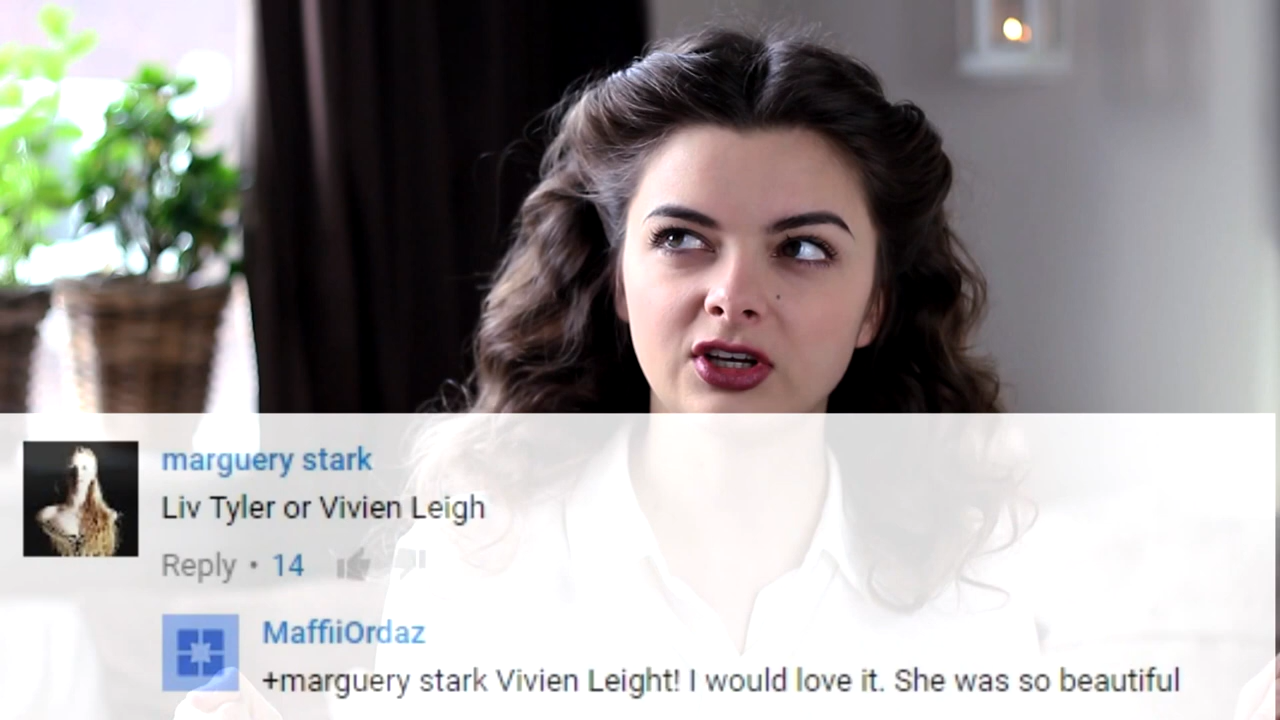 marguery stark
Liv Tyler or Vivien Leigh
Reply • 14
MaffiiOrdaz
+marguery stark Vivien Leight! I would love it. She was so beautiful